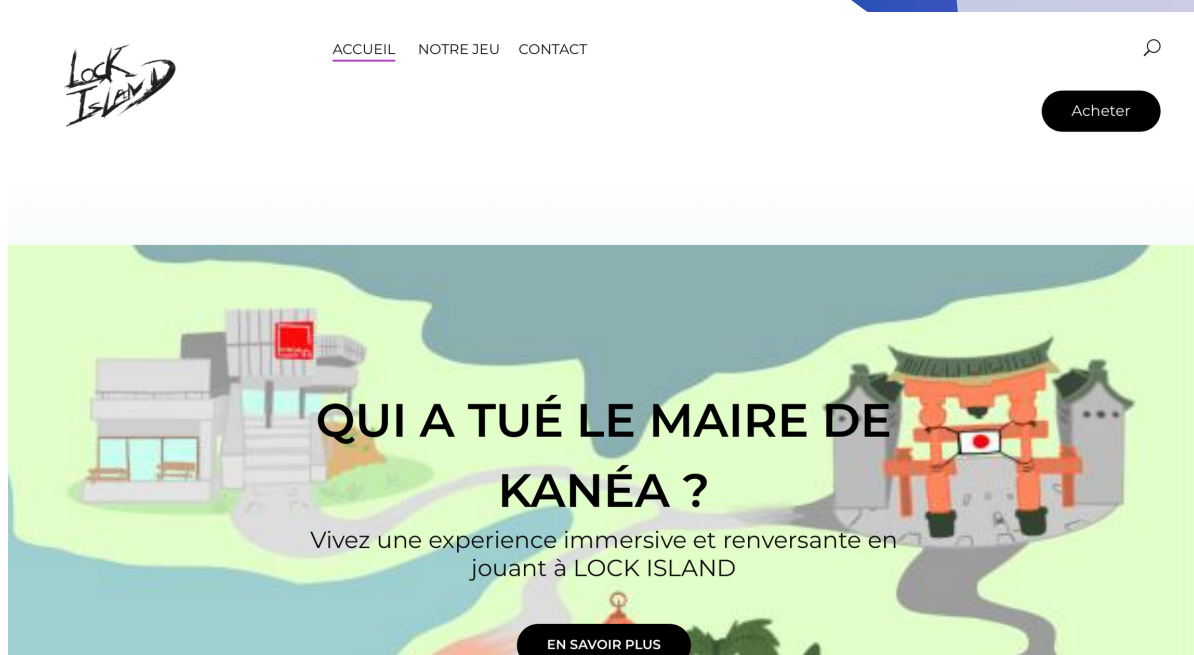 Lock
Island
ACCUEIL NOTRE JEU CONTACT
Acheter
QUI A TUÉ LE MAIRE DE
KANÉA ?
Vivez une experience immersive et renversante en
jouant à LOCK ISLAND
EN SAVOIR PLUS